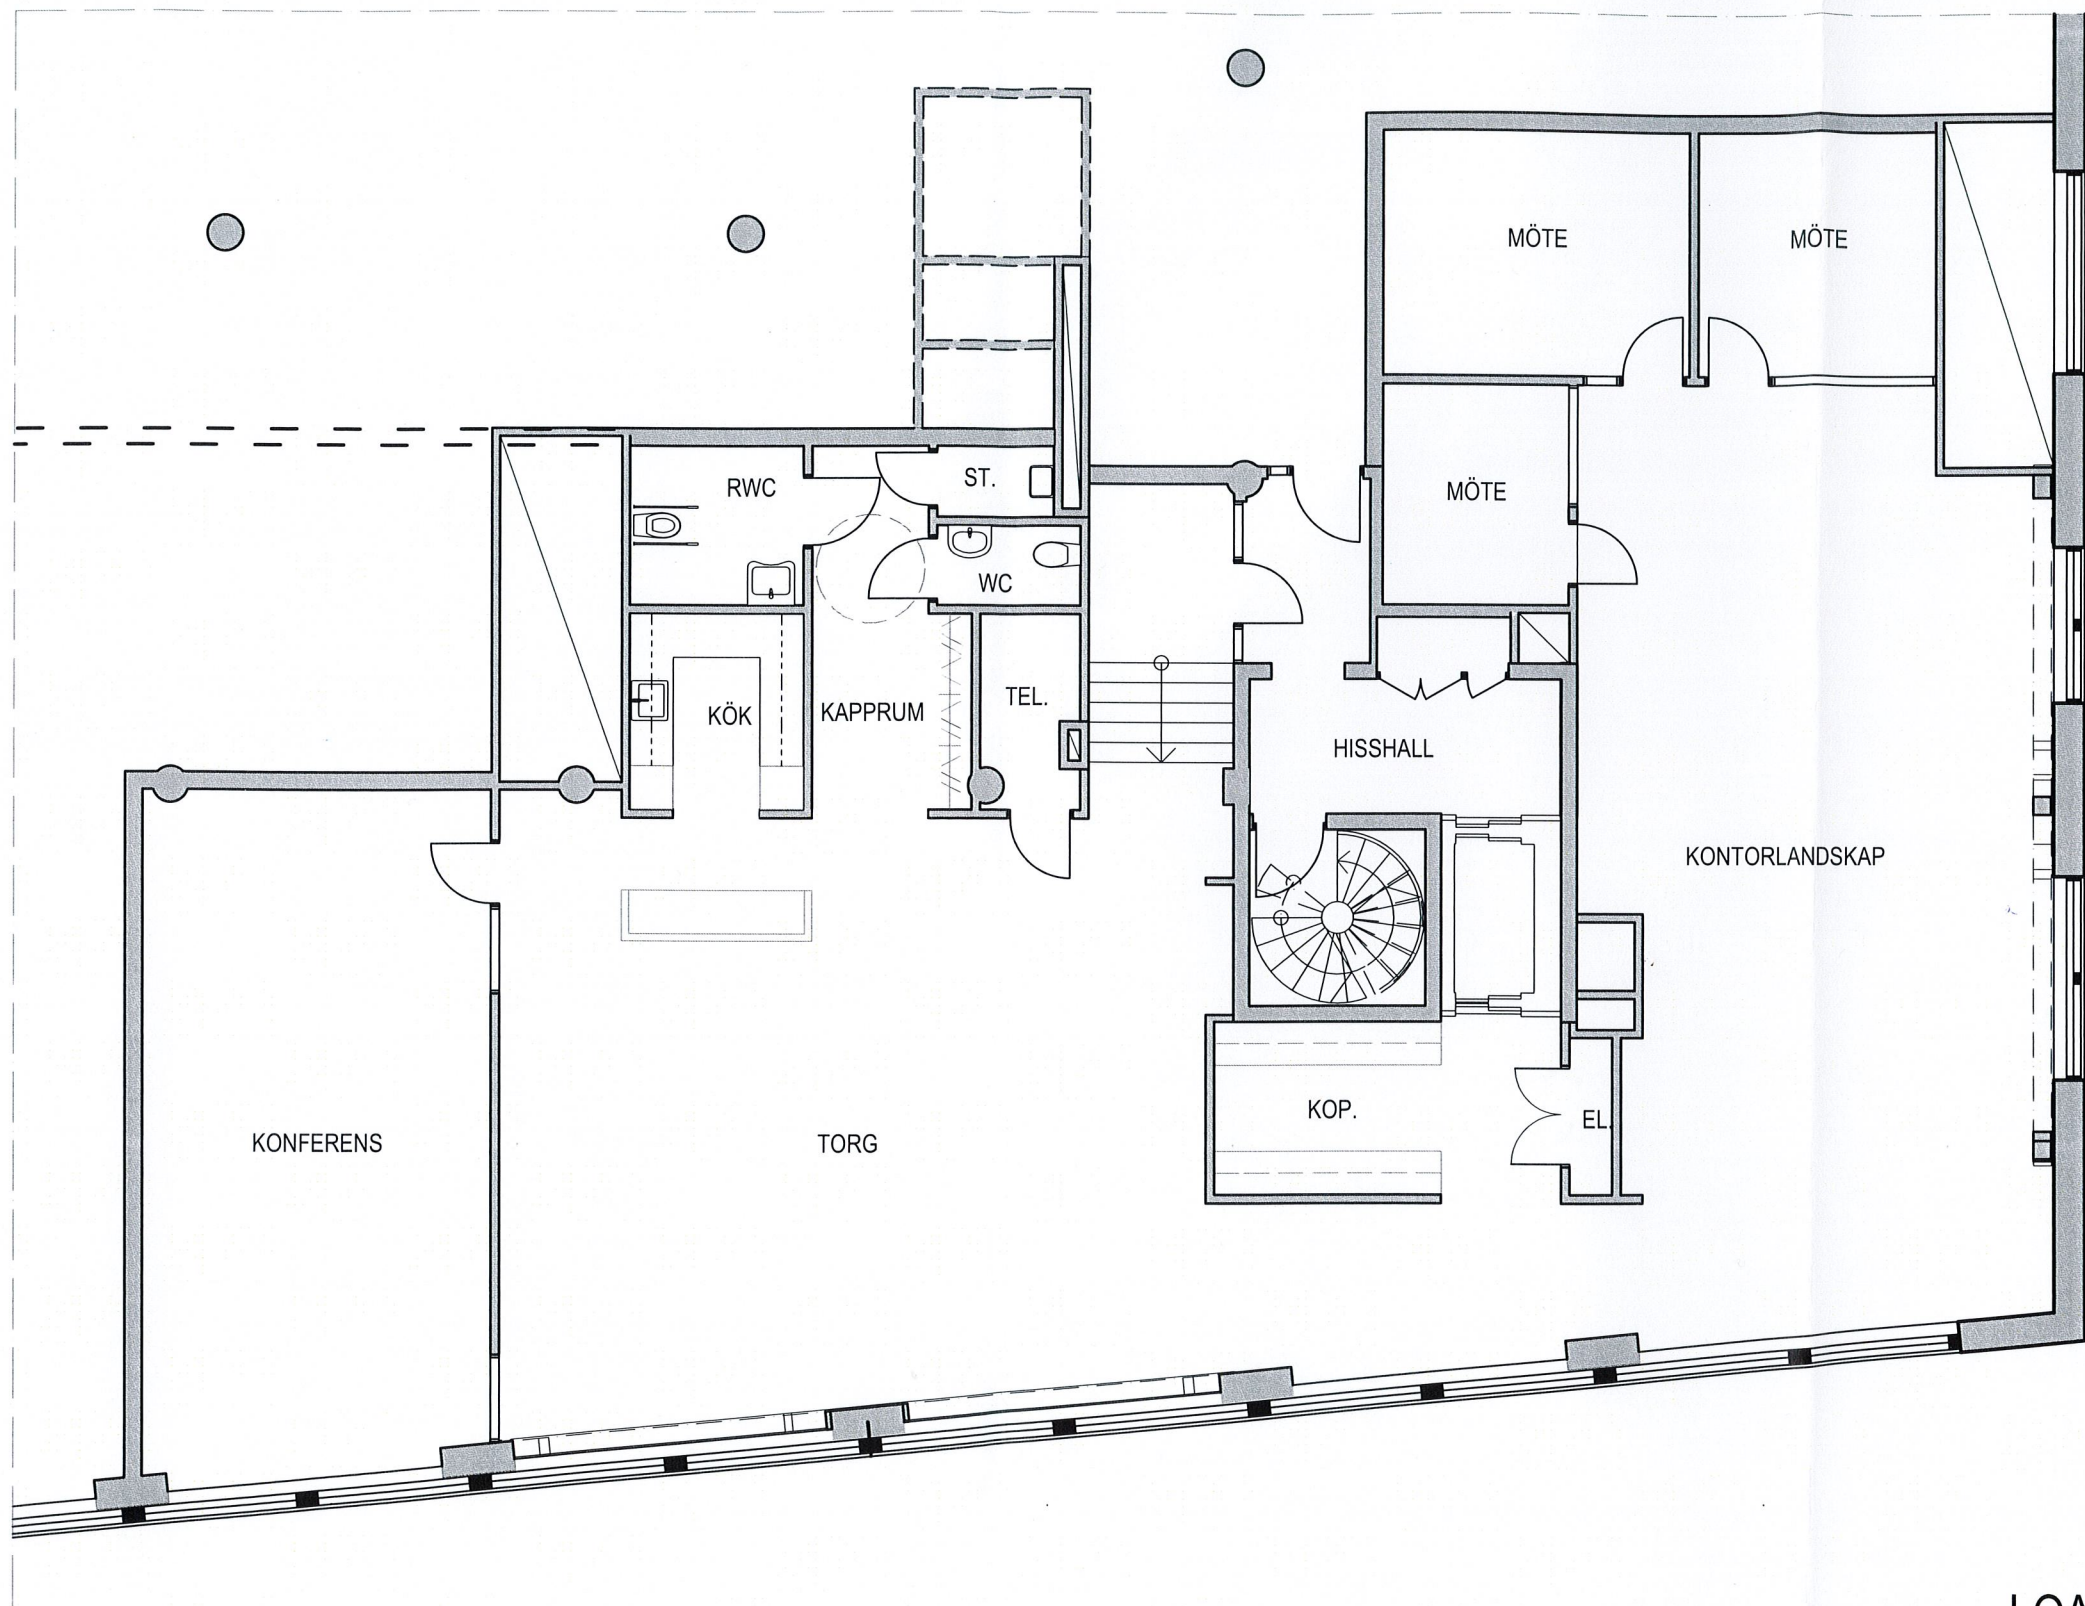 MÖTE
MÖTE
RWC
ST.
MÖTE
WC
TEL.
KÖK
KAPPRUM
HISSHALL
KONTORLANDSKAP
KOP.
EL.
KONFERENS
TORG